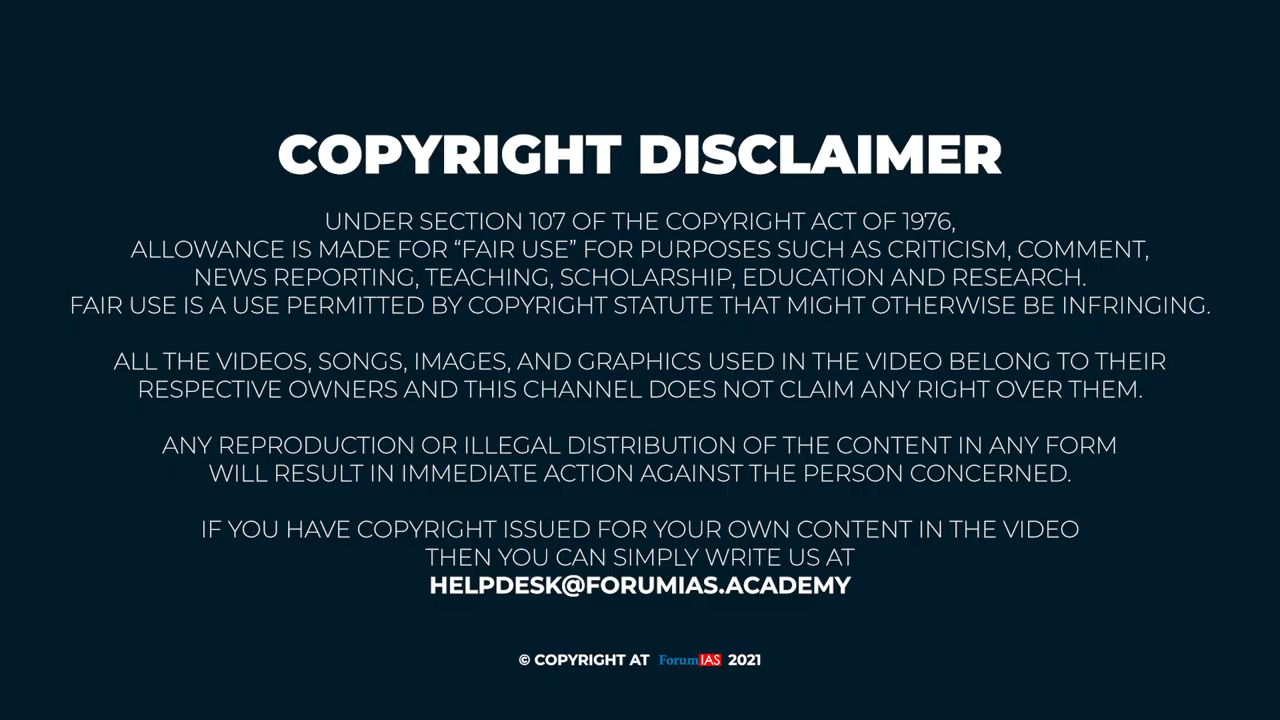 COPYRIGHT DISCLAIMER
UNDER SECTION 107 OF THE COPYRIGHT ACT OF 1976,
ALLOWANCE IS MADE FOR “FAIR USE” FOR PURPOSES SUCH AS CRITICISM, COMMENT,
NEWS REPORTING, TEACHING, SCHOLARSHIP, EDUCATION AND RESEARCH.
FAIR USE IS A USE PERMITTED BY COPYRIGHT STATUTE THAT MIGHT OTHERWISE BE INFRINGING.
ALL THE VIDEOS, SONGS, IMAGES, AND GRAPHICS USED IN THE VIDEO BELONG TO THEIR
RESPECTIVE OWNERS AND THIS CHANNEL DOES NOT CLAIM ANY RIGHT OVER THEM.
ANY REPRODUCTION OR ILLEGAL DISTRIBUTION OF THE CONTENT IN ANY FORM
WILL RESULT IN IMMEDIATE ACTION AGAINST THE PERSON CONCERNED.
IF YOU HAVE COPYRIGHT ISSUED FOR YOUR OWN CONTENT IN THE VIDEO
THEN YOU CAN SIMPLY WRITE US AT
HELPDESK@FORUMIAS.ACADEMY
© COPYRIGHT AT ForumIAS 2021